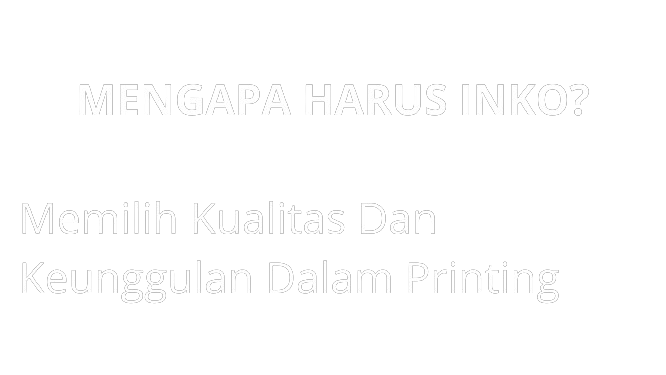 MENGAPA HARUS INKO?
Memilih Kualitas Dan
Keunggulan Dalam Printing